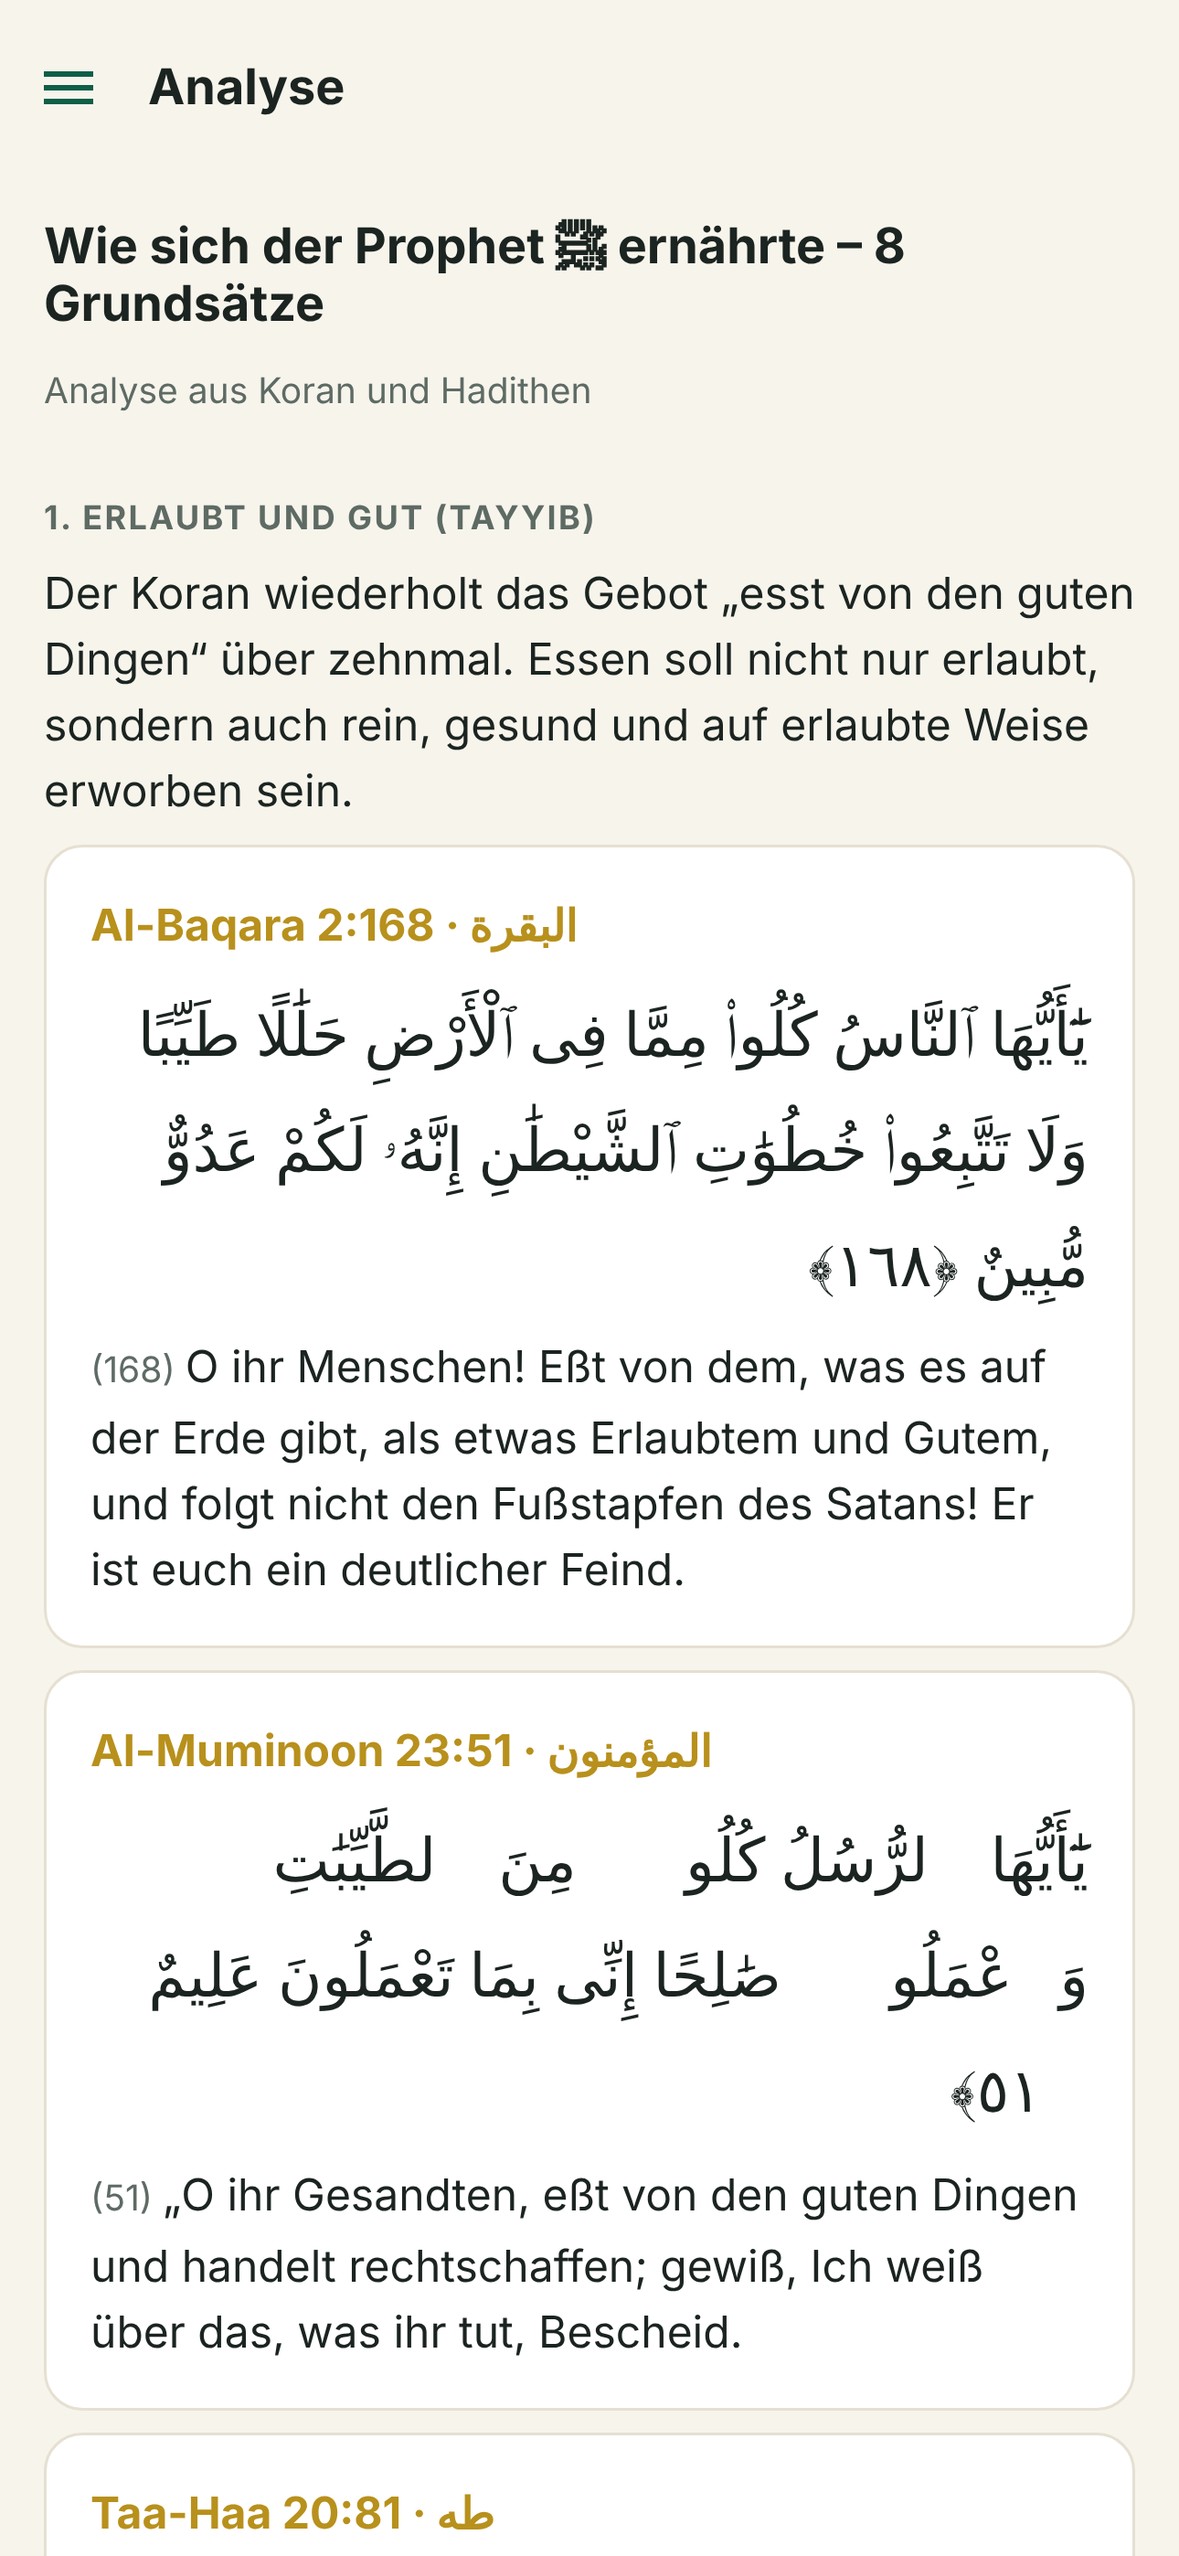 Analyse
Wie sich der Prophet ﷺ ernährte – 8
Grundsätze
Analyse aus Koran und Hadithen
1. ERLAUBT UND GUT (TAYYIB)
Der Koran wiederholt das Gebot „esst von den guten
Dingen“ über zehnmal. Essen soll nicht nur erlaubt,
sondern auch rein, gesund und auf erlaubte Weise
erworben sein.
Al-Baqara 2:168 · البقرة
يَٰٓأَيُّهَا ٱلنَّاسُ كُلُوا۟ مِمَّا فِى ٱلْأَرْضِ حَلَٰلًا طَيِّبًا
وَلَا تَتَّبِعُوا۟ خُطُوَٰتِ ٱلشَّيْطَٰنِ إِنَّهُۥ لَكُمْ عَدُوٌّ
مُّبِينٌ ﴿١٦٨﴾
(168) O ihr Menschen! Eßt von dem, was es auf
der Erde gibt, als etwas Erlaubtem und Gutem,
und folgt nicht den Fußstapfen des Satans! Er
ist euch ein deutlicher Feind.
Al-Muminoon 23:51 · المؤمنون
يَٰٓأَيُّهَا لرُّسُلُ كُلُو مِنَ لطَّيِّبَٰتِ
وَ عْمَلُو صَٰلِحًا إِنِّى بِمَا تَعْمَلُونَ عَلِيمٌ
٥١﴾
(51) „O ihr Gesandten, eßt von den guten Dingen
und handelt rechtschaffen; gewiß, Ich weiß
über das, was ihr tut, Bescheid.
Taa-Haa 20:81 · طه